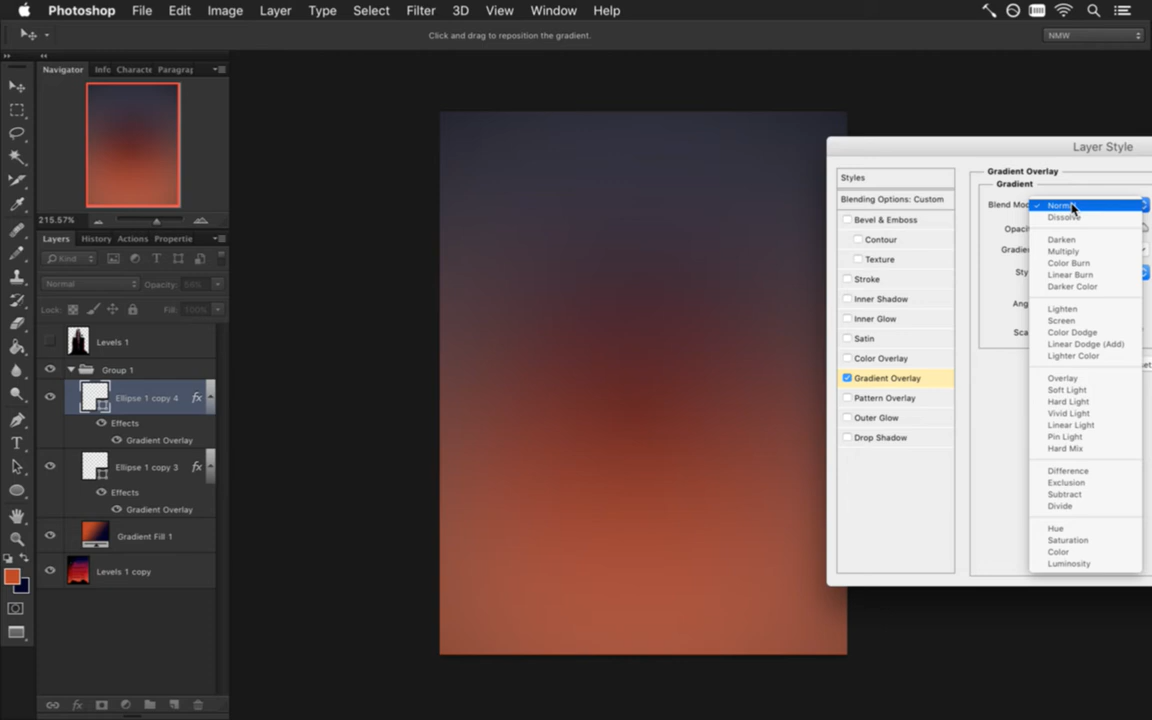 Photoshop File Edit Image Layer Type Select Filter 3D View Window Help
Click and drag to reposition the gradient.
NMW
Navigator Info Characte Paragrap
215.57%
Layers History Actions Propertie
Kind
Normal Opacity: 56%
Lock: Fill: 100%
Levels 1
Group 1
Ellipse 1 copy 4 fx
Effects
Gradient Overlay
Ellipse 1 copy 3 fx
Effects
Gradient Overlay
Gradient Fill 1
Levels 1 copy
fx
Layer Style
Styles
Blending Options: Custom
Bevel & Emboss
Contour
Texture
Stroke
Inner Shadow
Inner Glow
Satin
Color Overlay
Gradient Overlay
Pattern Overlay
Outer Glow
Drop Shadow
Gradient Overlay
Gradient
Blend Mod
Opaci
Gradien
Sty
Ang
Sca
Norm
Dissolve
Darken
Multiply
Color Burn
Linear Burn
Darker Color
Lighten
Screen
Color Dodge
Linear Dodge (Add)
Lighter Color
Overlay
Soft Light
Hard Light
Vivid Light
Linear Light
Pin Light
Hard Mix
Difference
Exclusion
Subtract
Divide
Hue
Saturation
Color
Luminosity